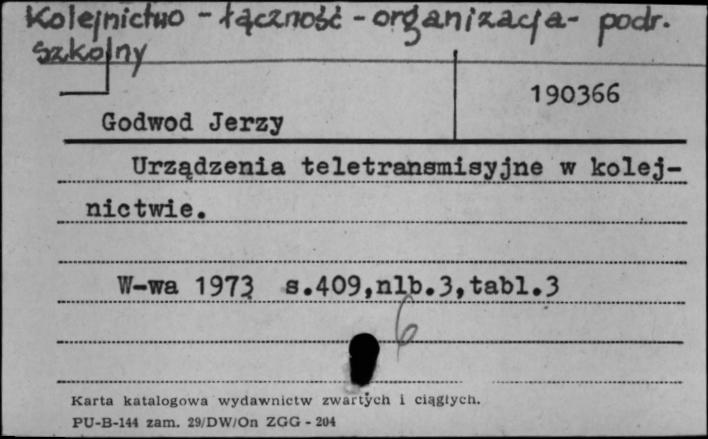 Kolejnictwo - łączność - organizacja - podr.
szkolny
190366
Godwod Jerzy
Urządzenia teletransmisyjne w kolej-
nictwie.
W-wa 1973 s.409,nlb.3,tabl.3
6
Karta katalogowa wydawnictw zwartych i ciągłych.
PU-B-144 zam. 29/DW/On ZGG - 204